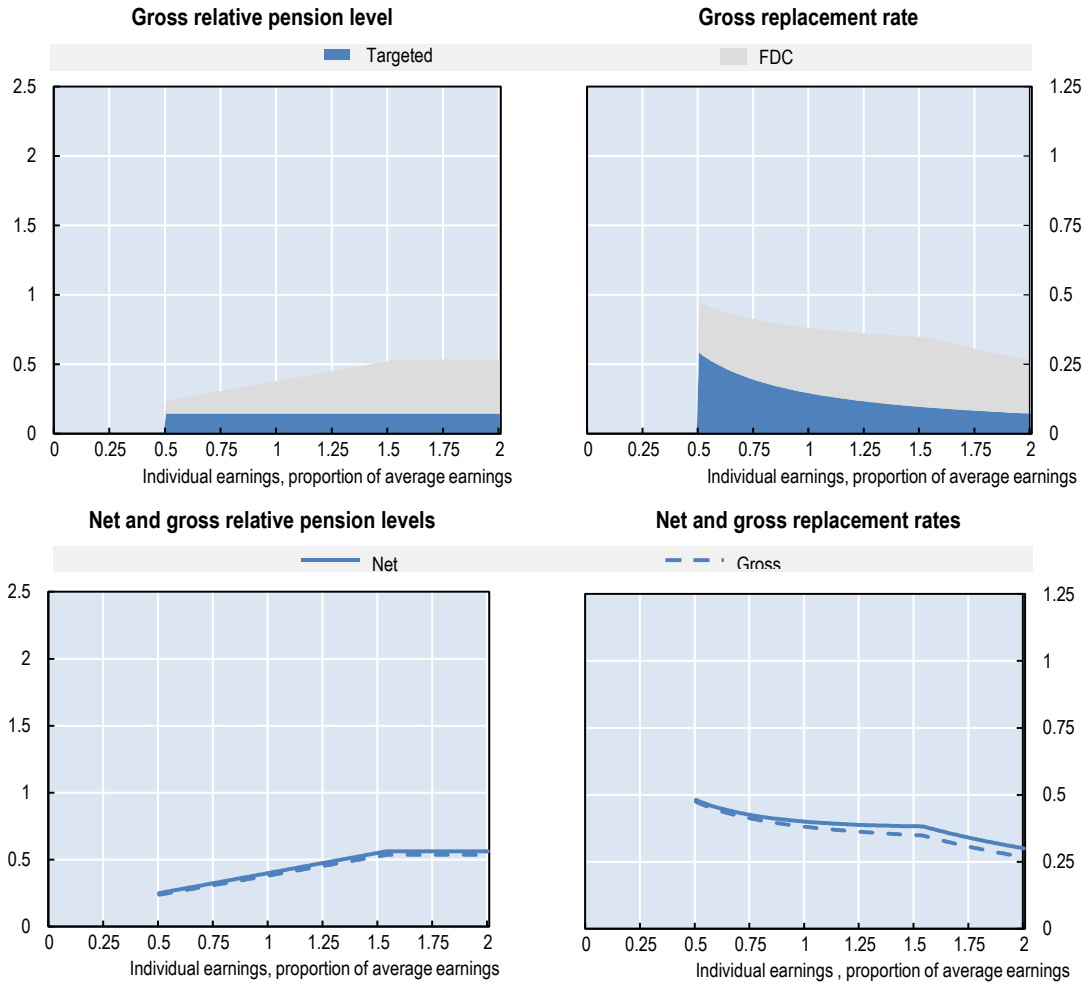 Gross relative pension level
Gross replacement rate
Targeted
FDC
2.5
2
1.5
1
0.5
0
0 0.25 0.5 0.75 1 1.25 1.5 1.75 2
Individual earnings, proportion of average earnings
1.25
1
0.75
0.5
0.25
0
0 0.25 0.5 0.75 1 1.25 1.5 1.75 2
Individual earnings, proportion of average earnings
Net and gross relative pension levels
Net and gross replacement rates
Net
Gross
2.5
2
1.5
1
0.5
0
0 0.25 0.5 0.75 1 1.25 1.5 1.75 2
Individual earnings, proportion of average earnings
1.25
1
0.75
0.5
0.25
0
0 0.25 0.5 0.75 1 1.25 1.5 1.75 2
Individual earnings , proportion of average earnings